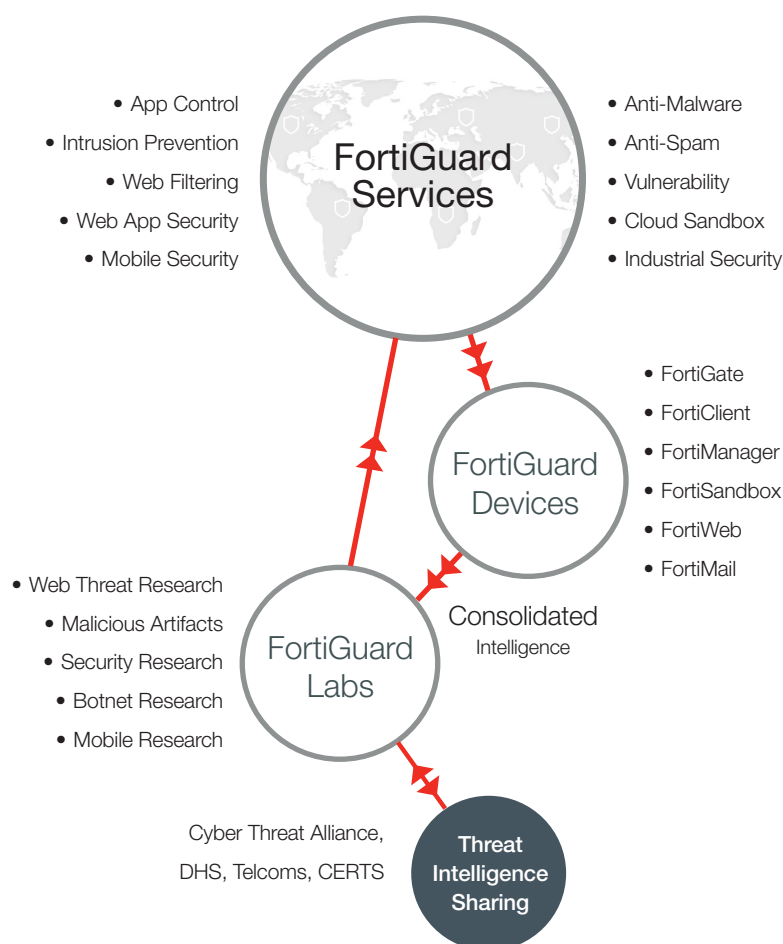 • App Control
• Intrusion Prevention
• Web Filtering
• Web App Security
• Mobile Security
FortiGuard
Services
• Anti-Malware
• Anti-Spam
• Vulnerability
• Cloud Sandbox
• Industrial Security
FortiGuard
Devices
• FortiGate
• FortiClient
• FortiManager
• FortiSandbox
• FortiWeb
• FortiMail
Consolidated
Intelligence
• Web Threat Research
• Malicious Artifacts
• Security Research
• Botnet Research
• Mobile Research
FortiGuard
Labs
Cyber Threat Alliance,
DHS, Telcoms, CERTS
Threat
Intelligence
Sharing